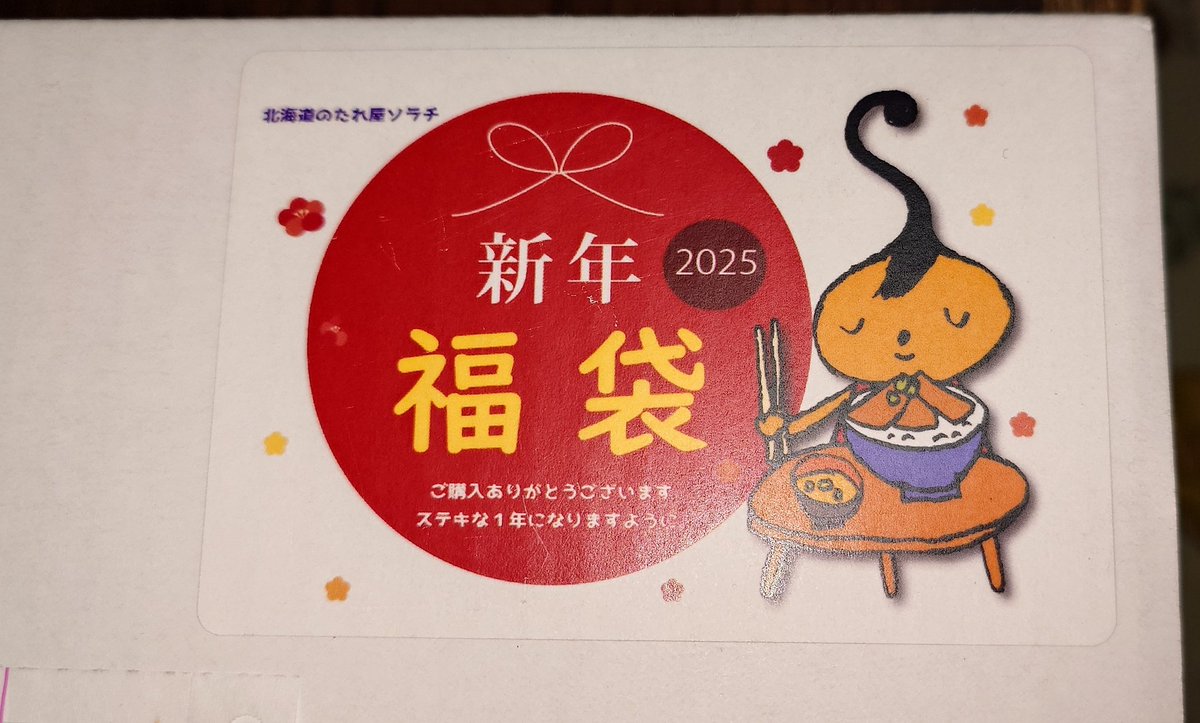 北海道のたれ屋ソラチ
新年 2025
福袋
ご購入ありがとうございます
ステキな1年になりますように